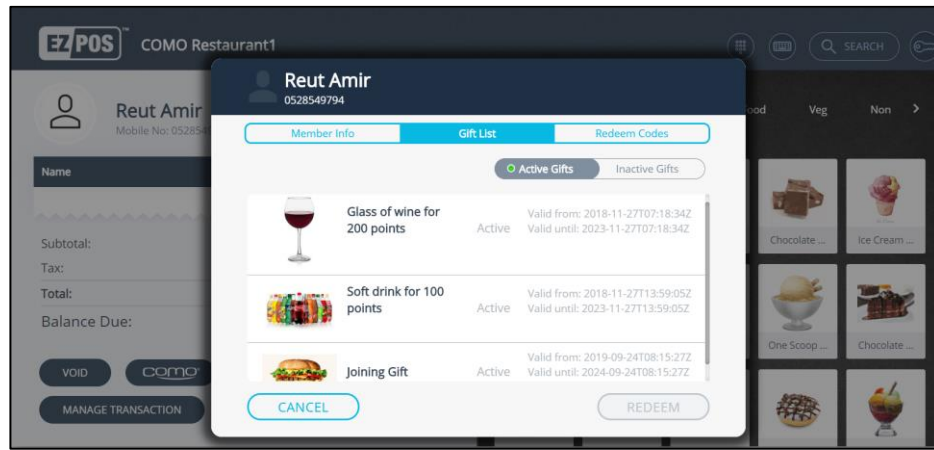 EZ POS™
COMO Restaurant1
SEARCH
Reut Amir
Mobile No: 05285
Name
Subtotal:
Tax:
Total:
Balance Due:
VOID
como
MANAGE TRANSACTION
Reut Amir
0528549794
Member Info
Gift List
Redeem Codes
Active Gifts
Inactive Gifts
Glass of wine for
200 points
Active
Valid from: 2018-11-27T07:18:34Z
Valid until: 2023-11-27T07:18:34Z
Soft drink for 100
points
Active
Valid from: 2018-11-27T13:59:05Z
Valid until: 2023-11-27T13:59:05Z
Joining Gift
Active
Valid from: 2019-09-24T08:15:27Z
Valid until: 2024-09-24T08:15:27Z
CANCEL
REDEEM
ood
Veg
Non
Chocolate ...
Ice Cream ...
One Scoop ...
Chocolate ...